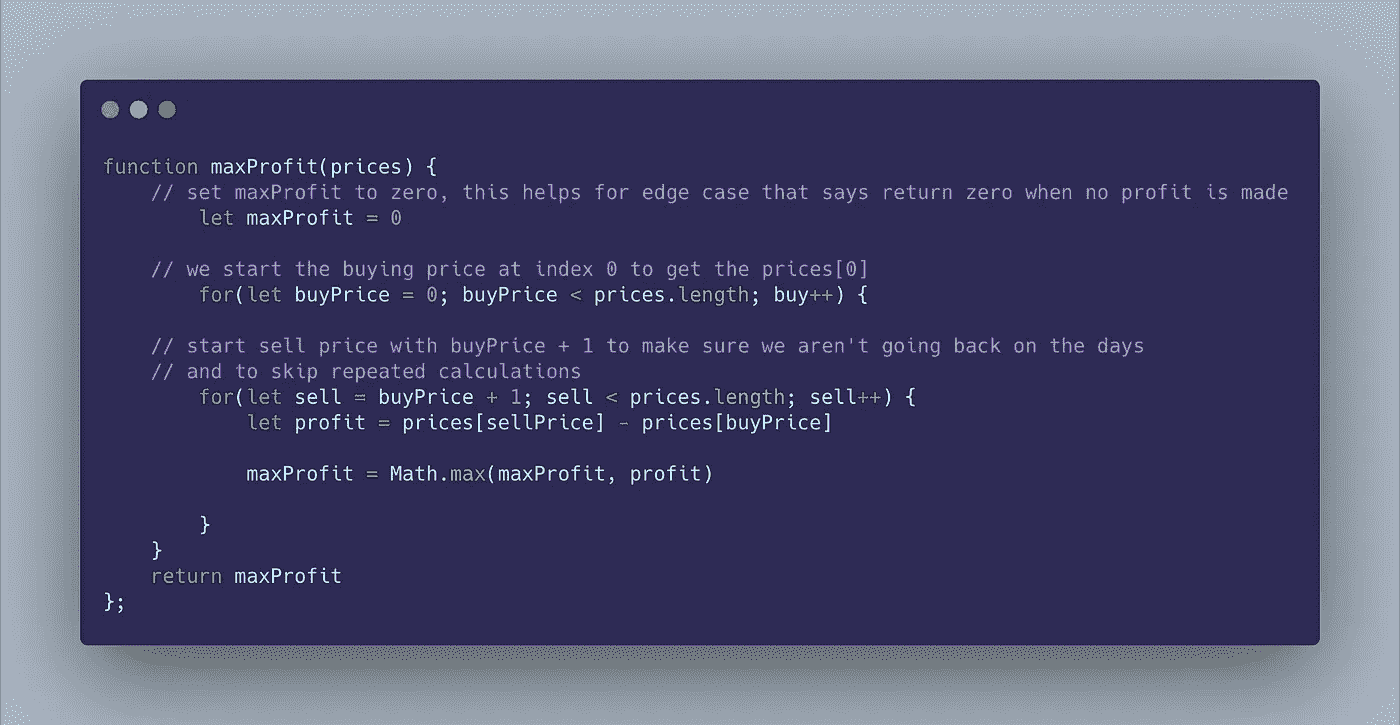 function maxProfit(prices) {
    // set maxProfit to zero, this helps for edge case that says return zero when no profit is made
        let maxProfit = 0
    // we start the buying price at index 0 to get the prices[0]
        for(let buyPrice = 0; buyPrice < prices.length; buy++) {
    // start sell price with buyPrice + 1 to make sure we aren't going back on the days
    // and to skip repeated calculations
        for(let sell = buyPrice + 1; sell < prices.length; sell++) {
            let profit = prices[sellPrice] - prices[buyPrice]
            maxProfit = Math.max(maxProfit, profit)
        }
    }
    return maxProfit
};